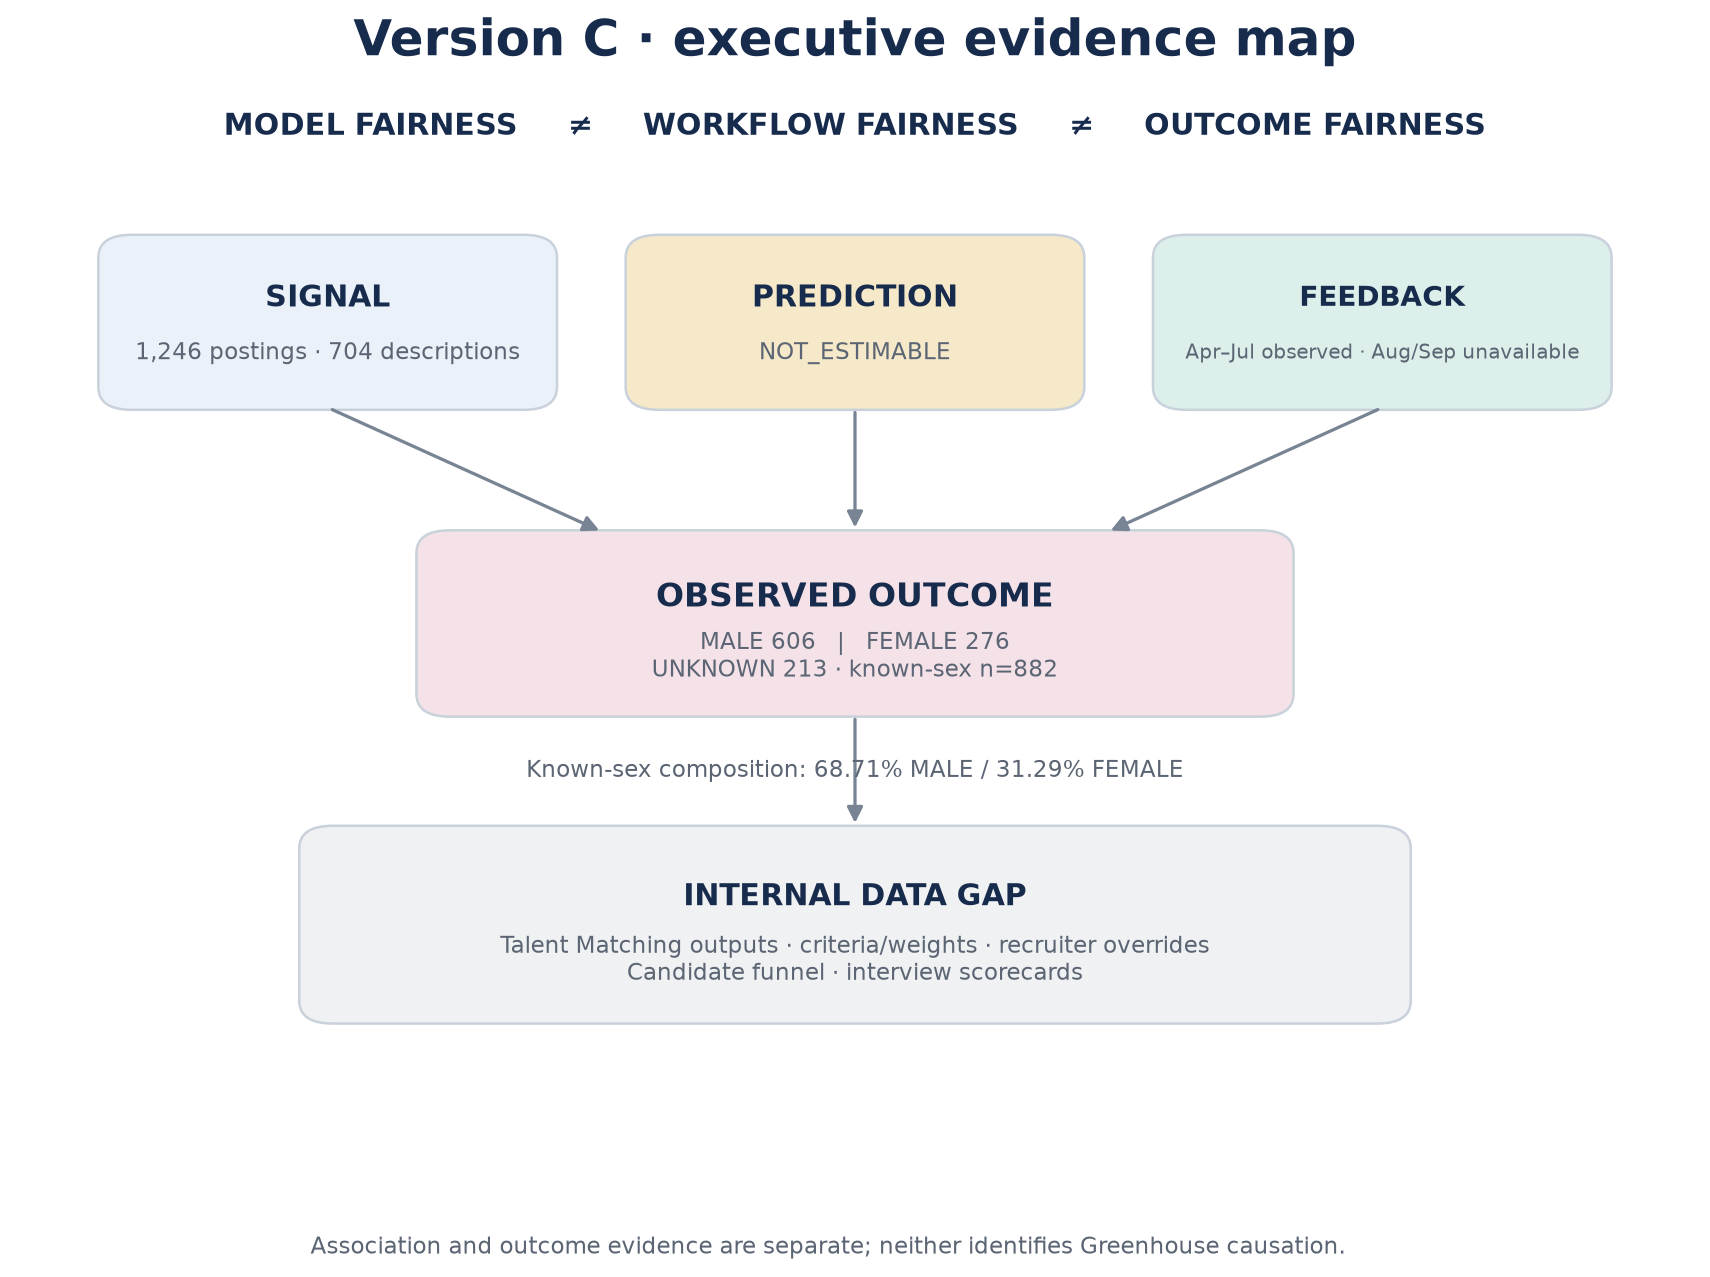 Version C · executive evidence map
MODEL FAIRNESS ≠ WORKFLOW FAIRNESS ≠ OUTCOME FAIRNESS
SIGNAL
1,246 postings · 704 descriptions
PREDICTION
NOT_ESTIMABLE
FEEDBACK
Apr–Jul observed · Aug/Sep unavailable
OBSERVED OUTCOME
MALE 606 | FEMALE 276
UNKNOWN 213 · known-sex n=882
Known-sex composition: 68.71% MALE / 31.29% FEMALE
INTERNAL DATA GAP
Talent Matching outputs · criteria/weights · recruiter overrides
Candidate funnel · interview scorecards
Association and outcome evidence are separate; neither identifies Greenhouse causation.